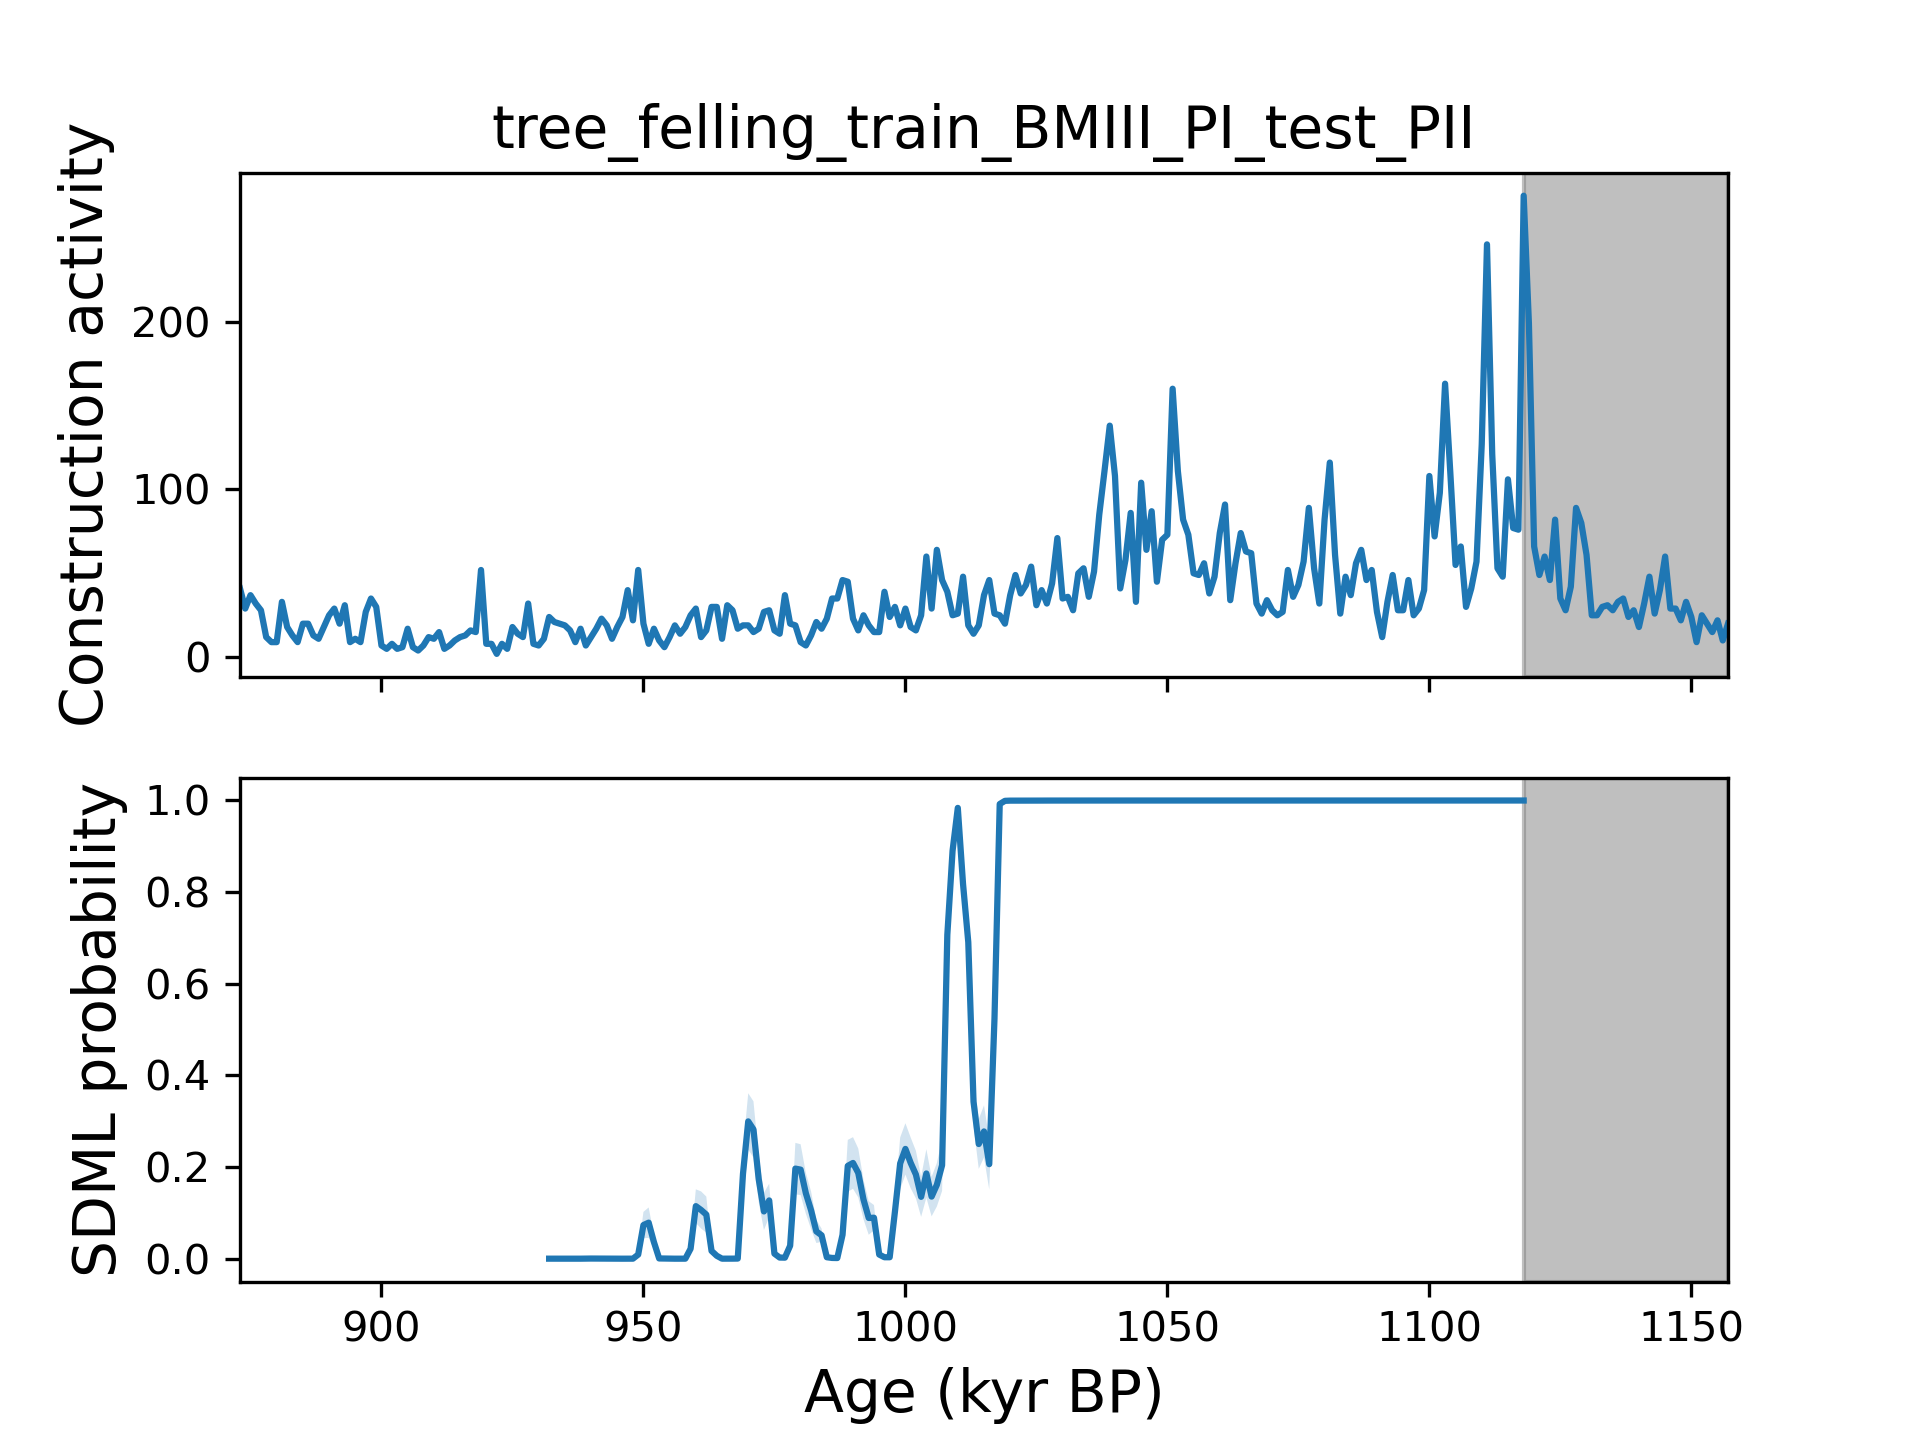 tree_felling_train_BMIII_PI_test_PII
Construction activity
200
100
0
SDML probability
1.0
0.8
0.6
0.4
0.2
0.0
900 950 1000 1050 1100 1150
Age (kyr BP)